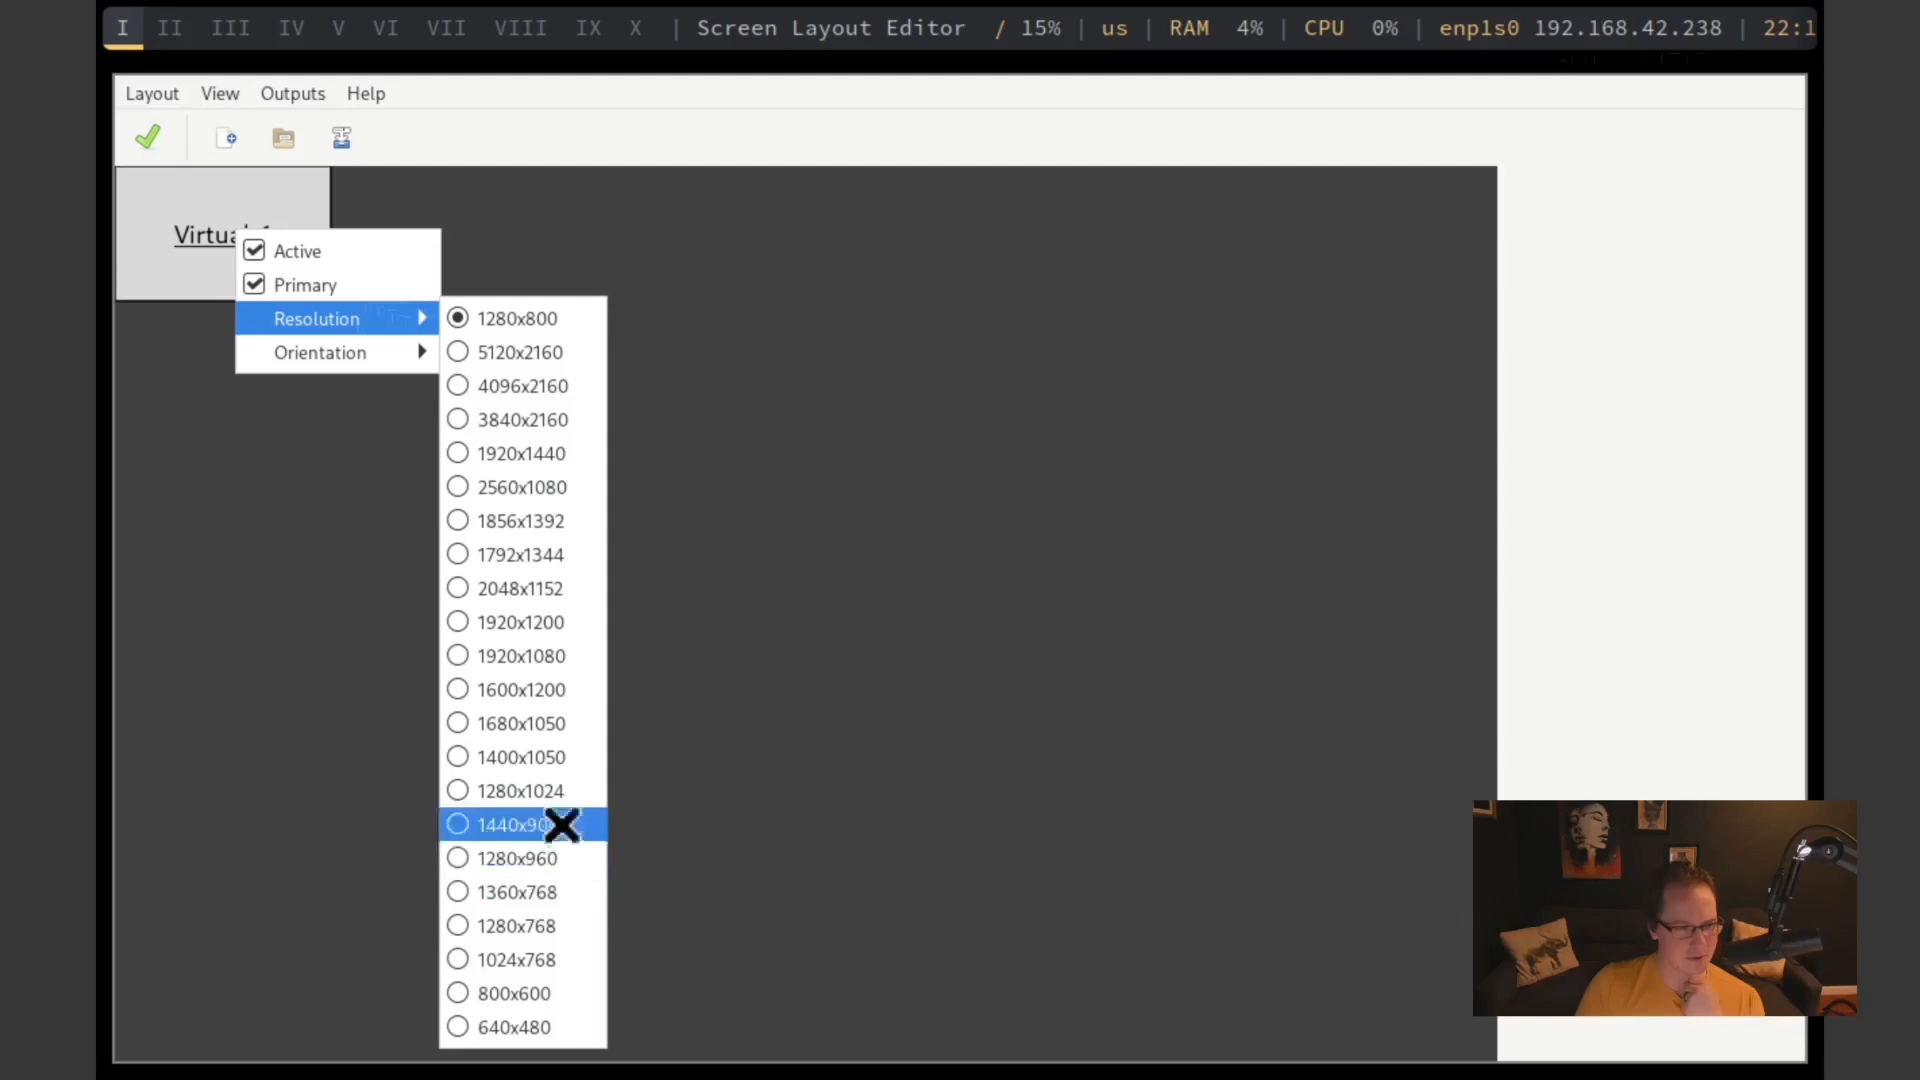 I II III IV V VI VII VIII IX X | Screen Layout Editor / 15% | us | RAM 4% | CPU 0% | enp1s0 192.168.42.238 | 22:1
Layout View Outputs Help
Active
Primary
Resolution
Orientation
1280x800
5120x2160
4096x2160
3840x2160
1920x1440
2560x1080
1856x1392
1792x1344
2048x1152
1920x1200
1920x1080
1600x1200
1680x1050
1400x1050
1280x1024
1280x960
1360x768
1280x768
1024x768
800x600
640x480